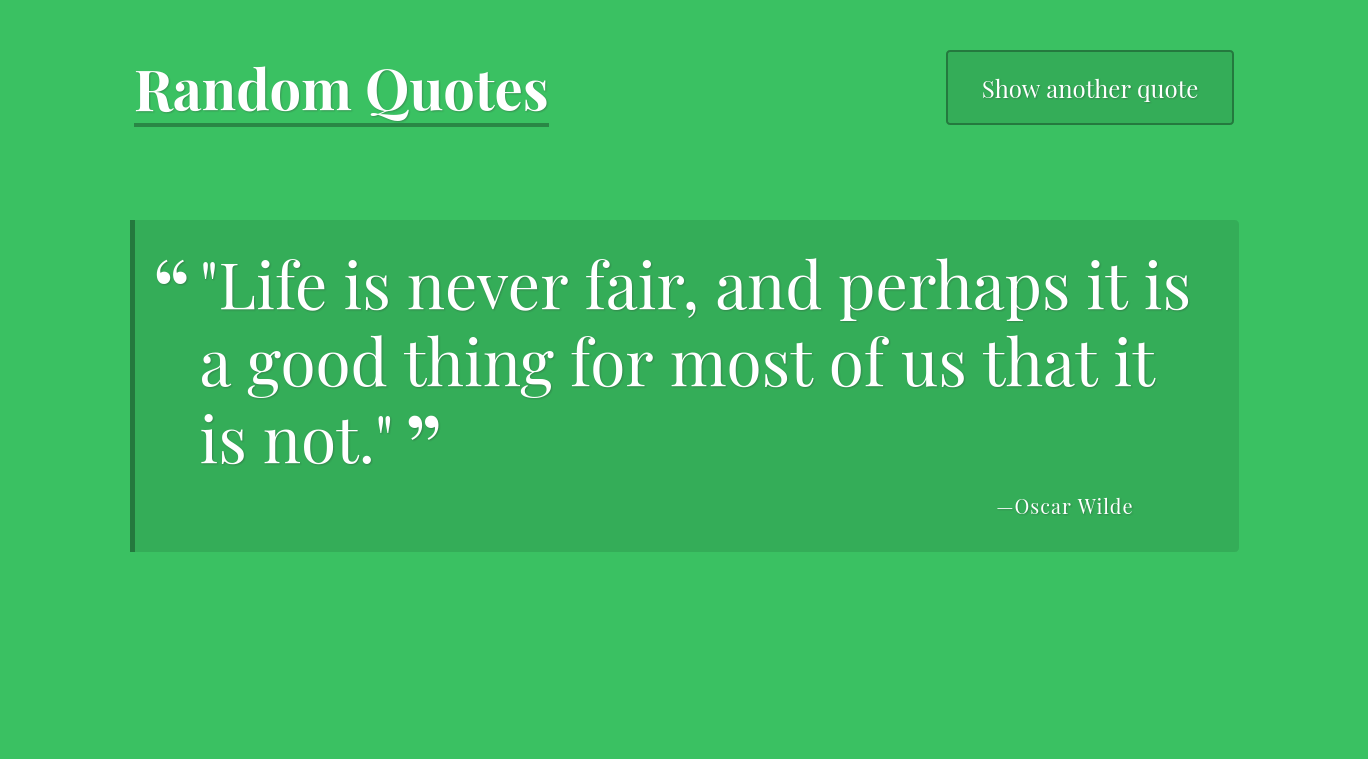 Random Quotes
Show another quote
“ "Life is never fair, and perhaps it is
a good thing for most of us that it
is not." ”
—Oscar Wilde